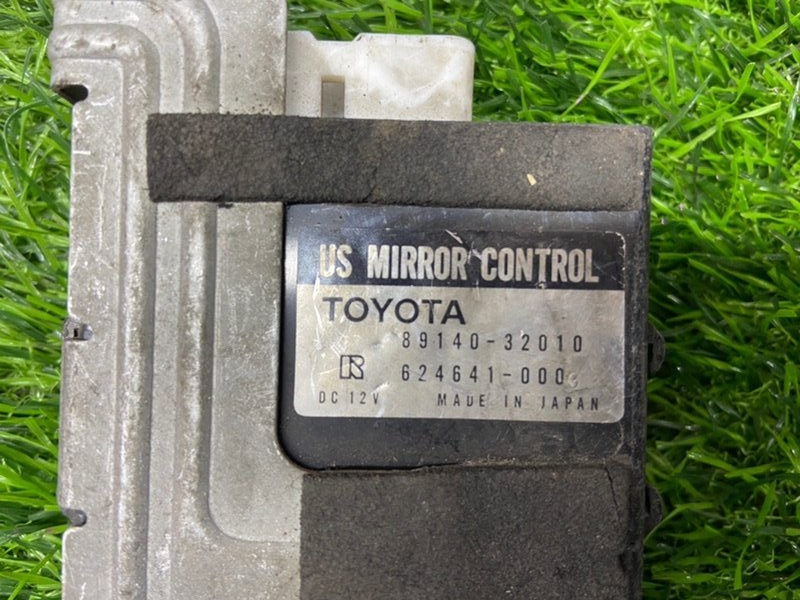 US MIRROR CONTROL
TOYOTA
89140-32010
R 624641-000
DC 12V MADE IN JAPAN